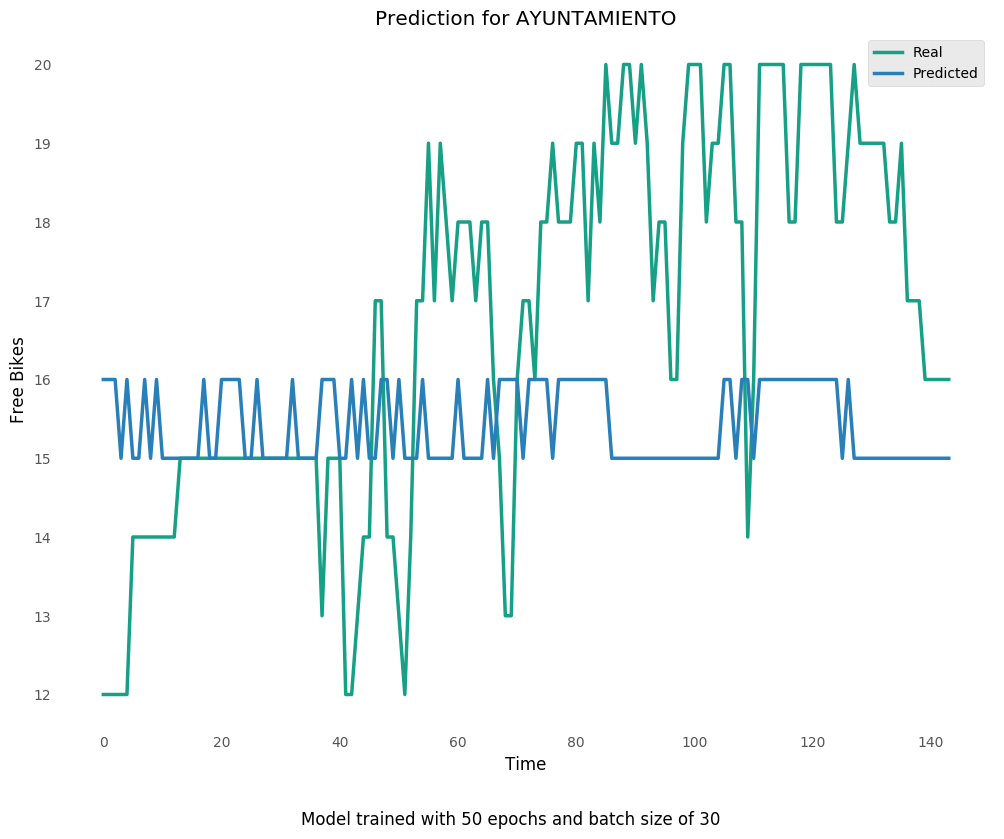 Prediction for AYUNTAMIENTO
Real
Predicted
20
19
18
17
16
15
14
13
12
Free Bikes
0 20 40 60 80 100 120 140
Time
Model trained with 50 epochs and batch size of 30